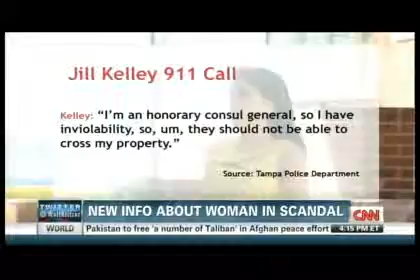 Jill Kelley 911 Call
Kelley: “I’m an honorary consul general, so I have
inviolability, so, um, they should not be able to
cross my property.”
Source: Tampa Police Department
NEW INFO ABOUT WOMAN IN SCANDAL
CNN
WORLD
Pakistan to free 'a number of Taliban' in Afghan peace effort
4:15 PM ET